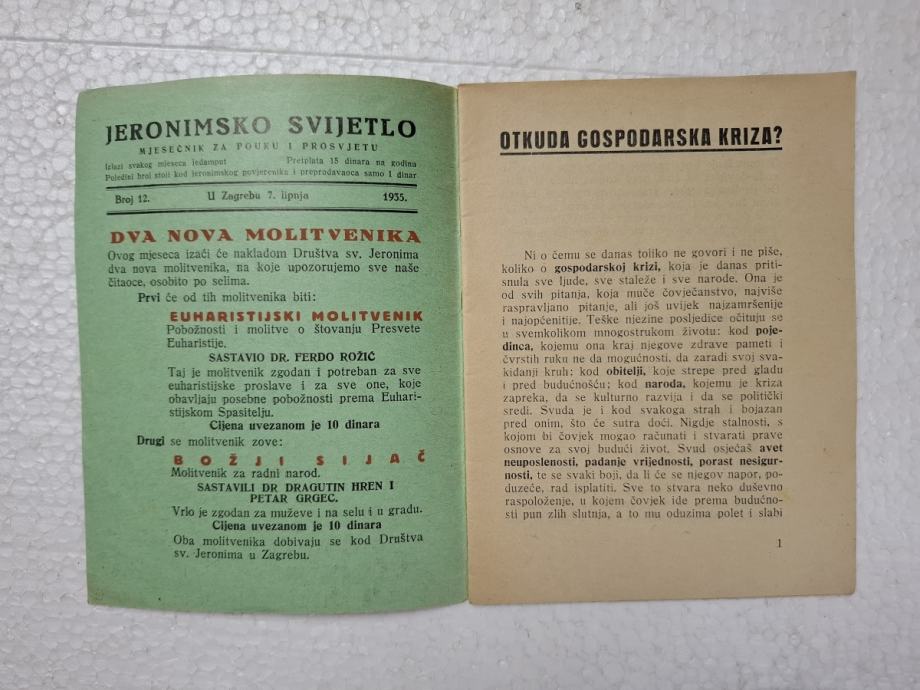 JERONIMSKO SVIJETLO
MJESEČNIK ZA POUKU I PROSVJETU
Izlazi svakog mjeseca jedamput Pretplata 15 dinara na godinu
Pojedini broj stoji kod jeronimskog povjerenika i preprodavaoca samo 1 dinar
Broj 12. U Zagrebu 7. lipnja 1935.
DVA NOVA MOLITVENIKA
Ovog mjeseca izaći će nakladom Društva sv. Jeronima
dva nova molitvenika, na koje upozorujemo sve naše
čitaoce, osobito po selima.
Prvi će od tih molitvenika biti:
EUHARISTIJSKI MOLITVENIK
Pobožnosti i molitve o štovanju Presvete
Euharistije.
SASTAVIO DR. FERDO ROŽIĆ
Taj je molitvenik zgodan i potreban za sve
euharistijske proslave i za sve one, koje
obavljaju posebne pobožnosti prema Euhari-
stijskom Spasitelju.
Cijena uvezanom je 10 dinara
Drugi se molitvenik zove:
BOŽJI SIJAČ
Molitvenik za radni narod.
SASTAVILI DR DRAGUTIN HREN I
PETAR GRGEC.
Vrlo je zgodan za muževe i na selu i u gradu.
Cijena uvezanom je 10 dinara
Oba molitvenika dobivaju se kod Društva
sv. Jeronima u Zagrebu.
OTKUDA GOSPODARSKA KRIZA?
Ni o čemu se danas toliko ne govori i ne piše,
koliko o gospodarskoj krizi, koja je danas priti-
snula sve ljude, sve staleže i sve narode. Ona je
od svih pitanja, koja muče čovječanstvo, najviše
raspravljano pitanje, ali još uvijek najzamršenije
i najopćenitije. Teške njezine posljedice očituju se
u svemkolikom mnogostrukom životu: kod poje-
dinca, kojemu ona kraj njegove zdrave pameti i
čvrstih ruku ne da mogućnosti, da zaradi svoj sva-
kidanji kruh: kod obitelji, koje strepe pred gladu
i pred budućnošću; kod naroda, kojemu je kriza
zapreka, da se kulturno razvija i da se politički
sredi. Svuda je i kod svakoga strah i bojazan
pred onim, što će sutra doći. Nigdje stalnosti, s
kojom bi čovjek mogao računati i stvarati prave
osnove za svoj budući život. Svud osjećaš avet
neuposlenosti, padanje vrijednosti, porast nesigur-
nosti, te se svaki boji, da li će se njegov napor, po-
duzeće, rad isplatiti. Sve to stvara neko duševno
raspoloženje, u kojem čovjek ide prema budućno-
sti pun zlih slutnja, a to mu oduzima polet i slabi
1